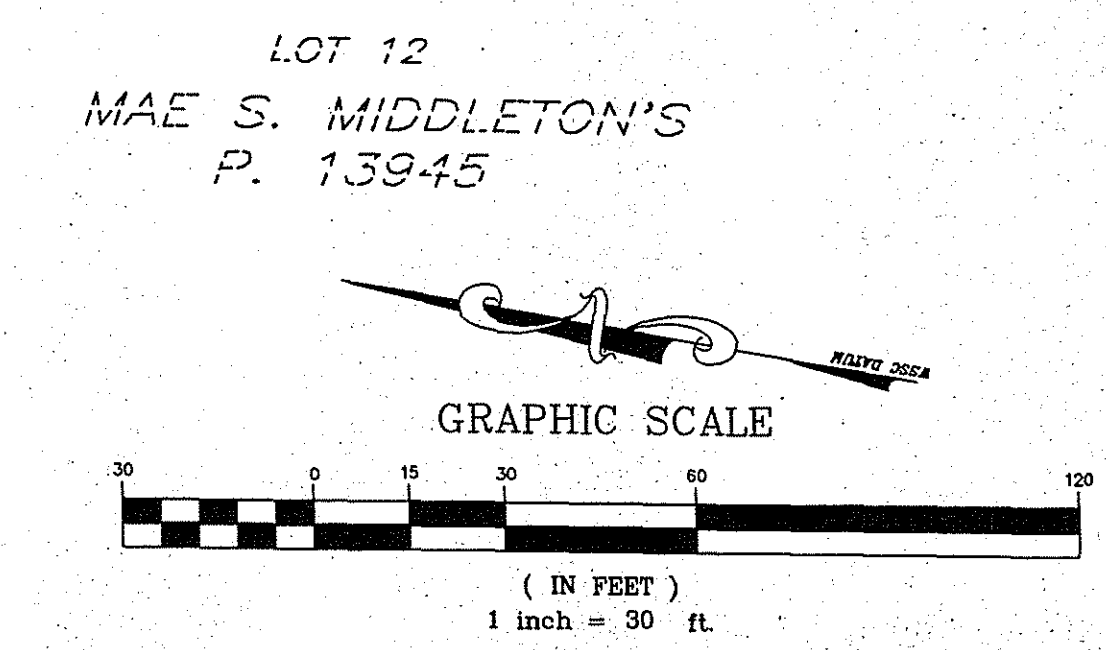 LOT 12
MAE S. MIDDLETON'S
P. 13945
WSSC DATUM
GRAPHIC SCALE
30 0 15 30 60 120
( IN FEET )
1 inch = 30 ft.